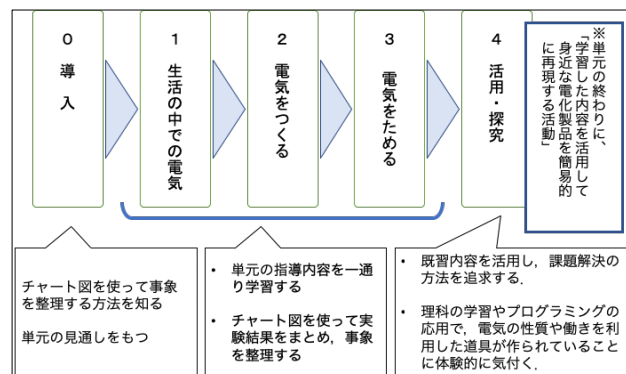 0
導入
1
生活の中での電気
2
電気をつくる
3
電気をためる
4
活用・探究
※単元の終わりに、
「学習した内容を活用して
身近な電化製品を簡易的
に再現する活動」
チャート図を使って事象
を整理する方法を知る
単元の見通しをもつ
• 単元の指導内容を一通
り学習する
• チャート図を使って実
験結果をまとめ，事象
を整理する
• 既習内容を活用し，課題解決の
方法を追求する．
• 理科の学習やプログラミングの
応用で，電気の性質や働きを利
用した道具が作られていること
に体験的に気付く．